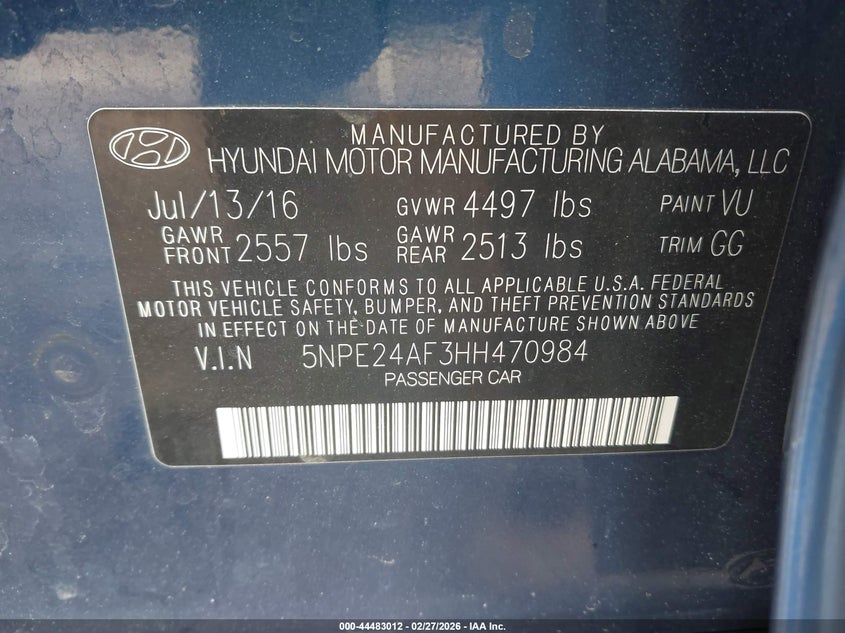 MANUFACTURED BY
HYUNDAI MOTOR MANUFACTURING ALABAMA, LLC
Jul/13/16 GVWR 4497 lbs PAINT VU
GAWR FRONT 2557 lbs GAWR REAR 2513 lbs TRIM GG
THIS VEHICLE CONFORMS TO ALL APPLICABLE U.S.A. FEDERAL
MOTOR VEHICLE SAFETY, BUMPER, AND THEFT PREVENTION STANDARDS
IN EFFECT ON THE DATE OF MANUFACTURE SHOWN ABOVE
V.I.N 5NPE24AF3HH470984
PASSENGER CAR
000-44483012 - 02/27/2026 - IAA Inc.